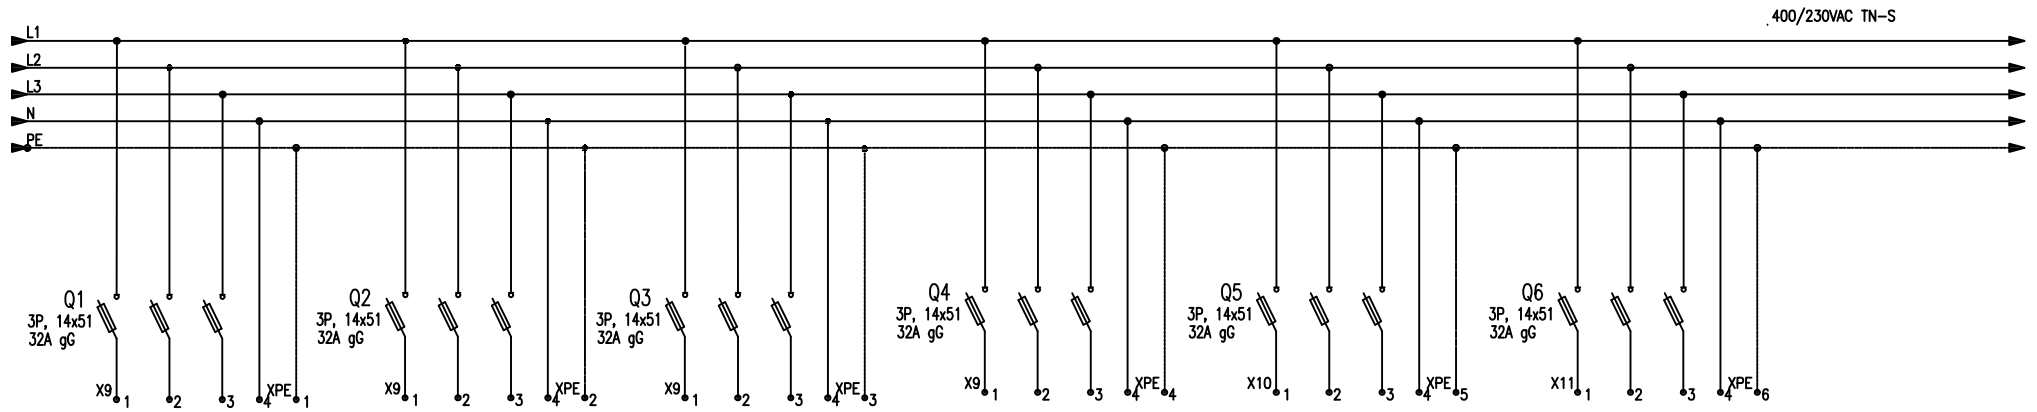 .400/230VAC TN-S
L1
L2
L3
N
PE
Q1
3P, 14x51
32A gG
X9 1 2 3 4 XPE 1
Q2
3P, 14x51
32A gG
X9 1 2 3 4 XPE 2
Q3
3P, 14x51
32A gG
X9 1 2 3 4 XPE 3
Q4
3P, 14x51
32A gG
X9 1 2 3 4 XPE 4
Q5
3P, 14x51
32A gG
X10 1 2 3 4 XPE 5
Q6
3P, 14x51
32A gG
X11 1 2 3 4 XPE 6